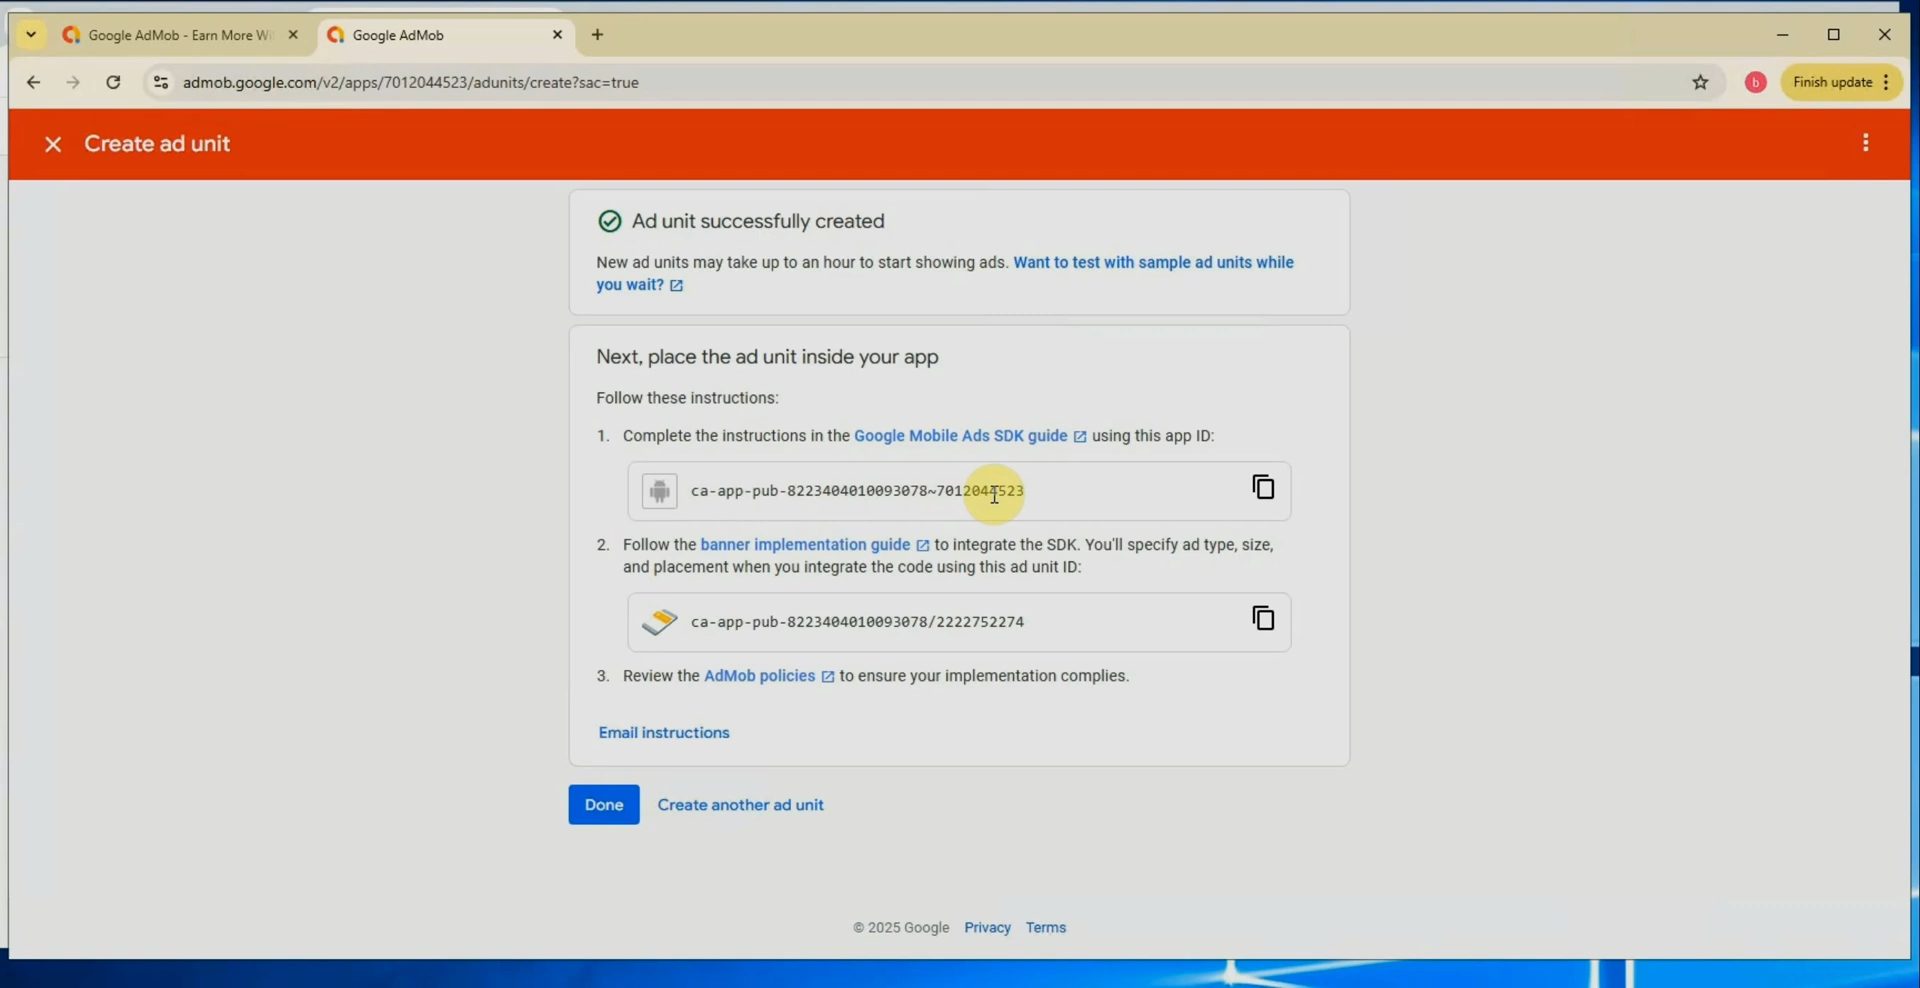 Google AdMob - Earn More Wi
Google AdMob
admob.google.com/v2/apps/7012044523/adunits/create?sac=true
b
Finish update
Create ad unit
Ad unit successfully created
New ad units may take up to an hour to start showing ads. Want to test with sample ad units while
you wait?
Next, place the ad unit inside your app
Follow these instructions:
1. Complete the instructions in the Google Mobile Ads SDK guide using this app ID:
ca-app-pub-8223404010093078~7012044523
2. Follow the banner implementation guide to integrate the SDK. You'll specify ad type, size,
and placement when you integrate the code using this ad unit ID:
ca-app-pub-8223404010093078/2222752274
3. Review the AdMob policies to ensure your implementation complies.
Email instructions
Done
Create another ad unit
© 2025 Google Privacy Terms